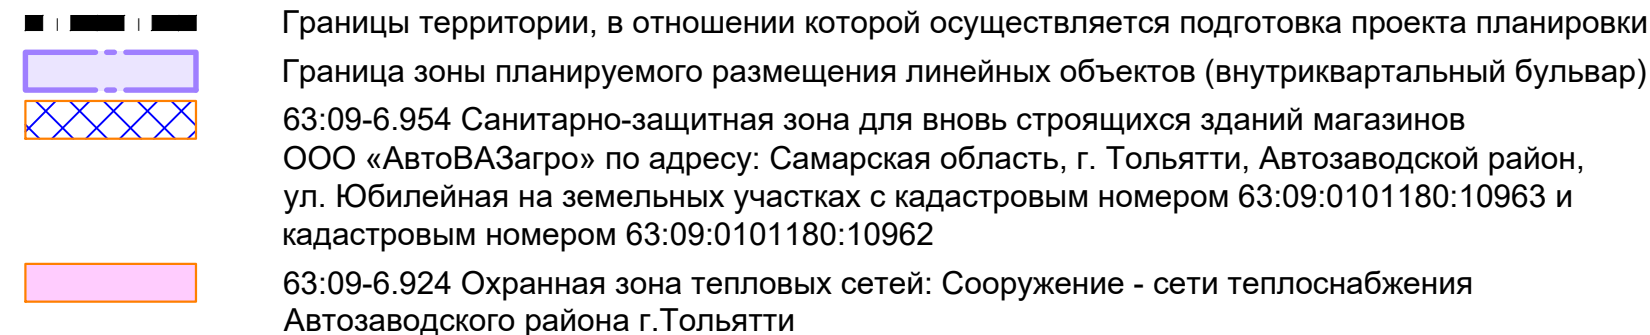 Границы территории, в отношении которой осуществляется подготовка проекта планировки
Граница зоны планируемого размещения линейных объектов (внутриквартальный бульвар)
63:09-6.954 Санитарно-защитная зона для вновь строящихся зданий магазинов
ООО «АвтоВАЗагро» по адресу: Самарская область, г. Тольятти, Автозаводской район,
ул. Юбилейная на земельных участках с кадастровым номером 63:09:0101180:10963 и
кадастровым номером 63:09:0101180:10962
63:09-6.924 Охранная зона тепловых сетей: Сооружение - сети теплоснабжения
Автозаводского района г.Тольятти